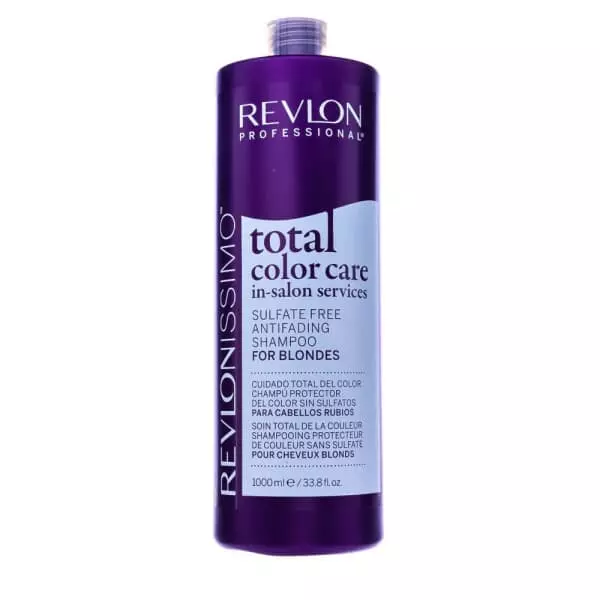 REVLON
PROFESSIONAL®
REVLONISSIMO™
total
color care
in-salon services
SULFATE FREE
ANTIFADING
SHAMPOO
FOR BLONDES
CUIDADO TOTAL DEL COLOR
CHAMPÚ PROTECTOR
DEL COLOR SIN SULFATOS
PARA CABELLOS RUBIOS
SOIN TOTAL DE LA COULEUR
SHAMPOOING PROTECTEUR
DE COULEUR SANS SULFATE
POUR CHEVEUX BLONDS
1000 ml ℮ / 33.8 fl.oz.